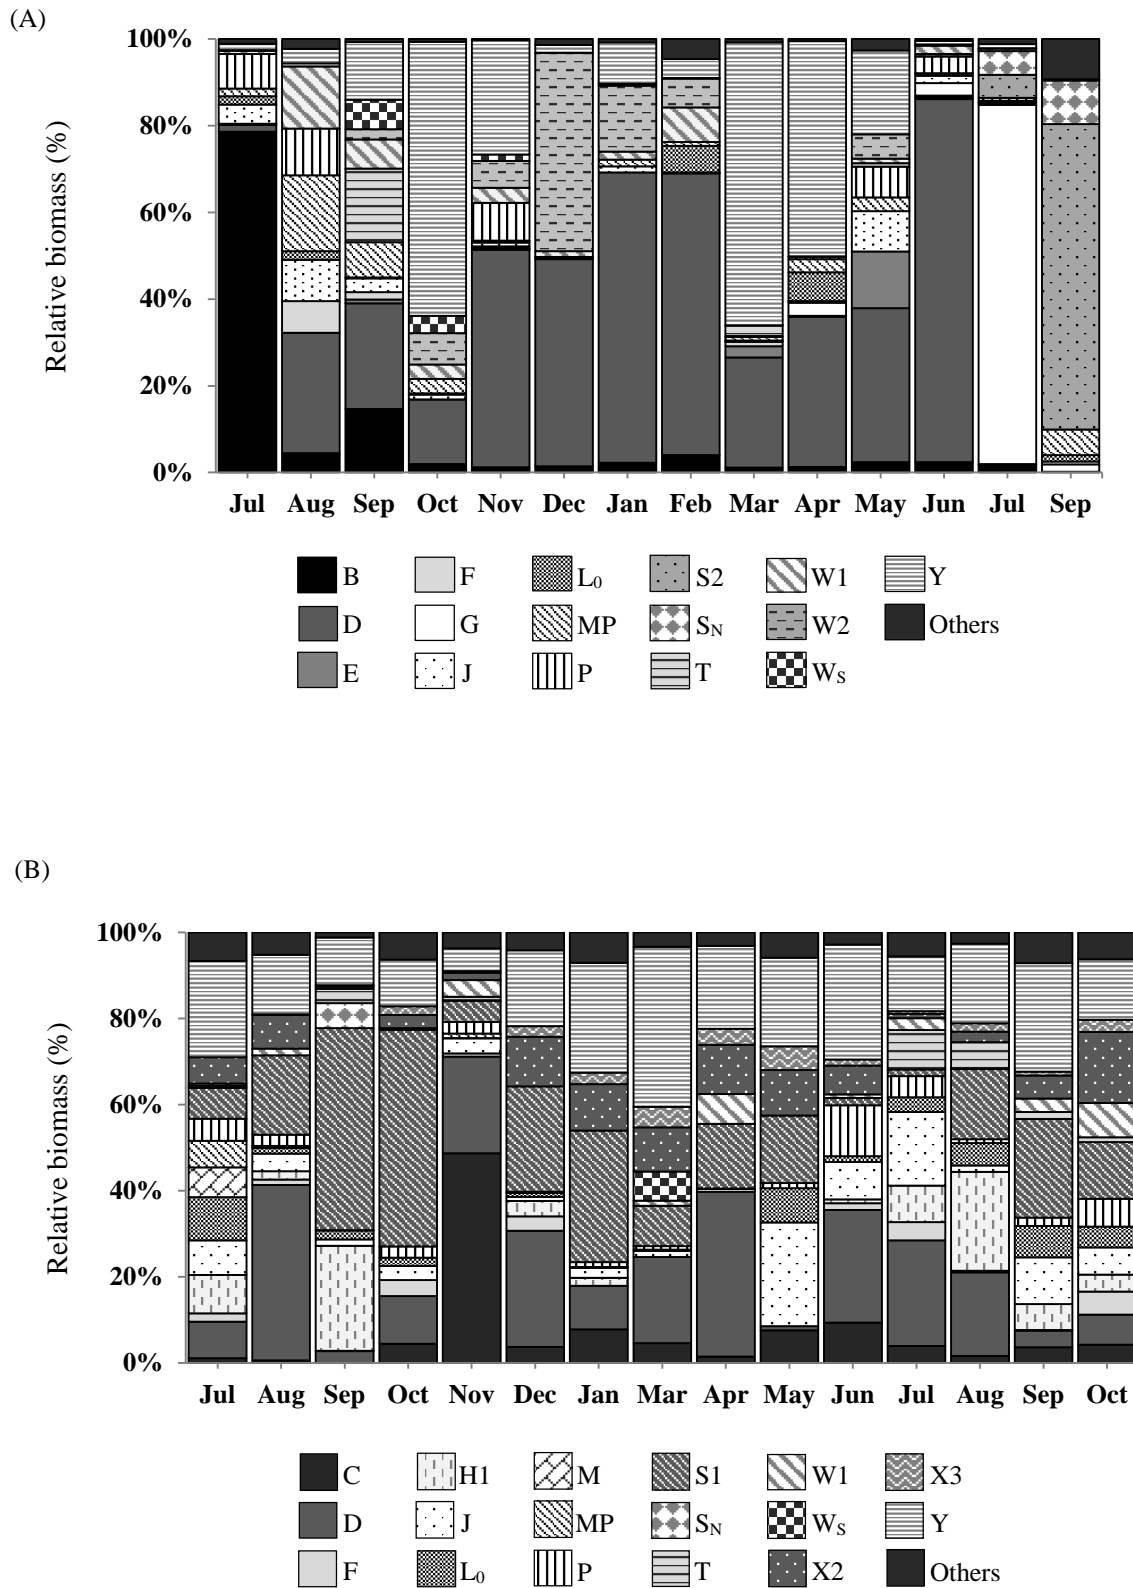 (A)
Relative biomass (%)
100%
80%
60%
40%
20%
0%
Jul Aug Sep Oct Nov Dec Jan Feb Mar Apr May Jun Jul Sep
B F L0 S2 W1 Y
D G MP SN W2 Others
E J P T WS
(B)
Relative biomass (%)
100%
80%
60%
40%
20%
0%
Jul Aug Sep Oct Nov Dec Jan Mar Apr May Jun Jul Aug Sep Oct
C H1 M S1 W1 X3
D J MP SN WS Y
F L0 P T X2 Others